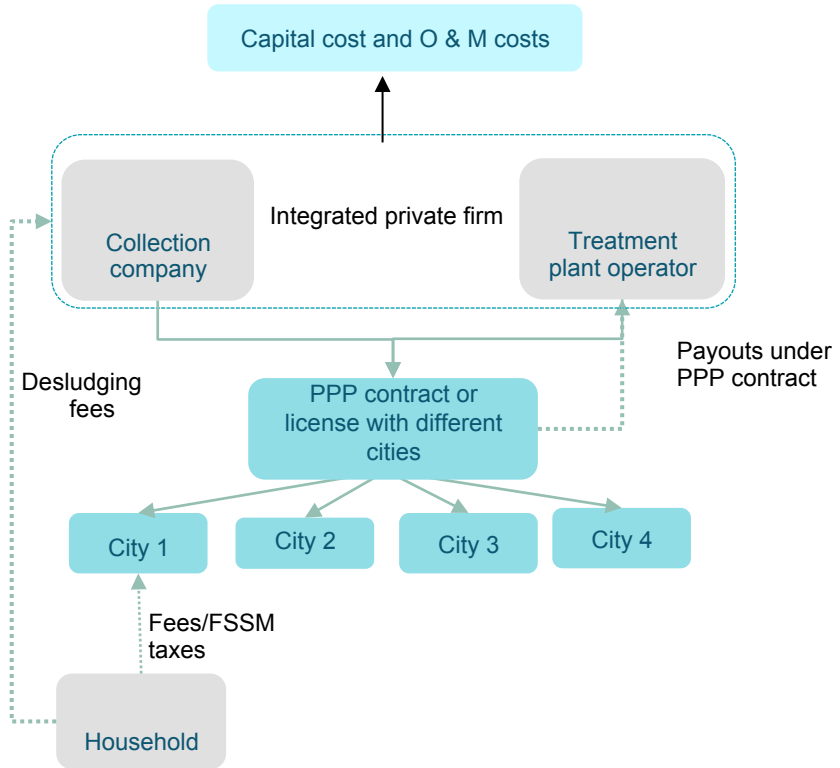 Capital cost and O & M costs
Collection
company
Integrated private firm
Treatment
plant operator
Desludging
fees
PPP contract or
license with different
cities
Payouts under
PPP contract
City 1
City 2
City 3
City 4
Fees/FSSM
taxes
Household